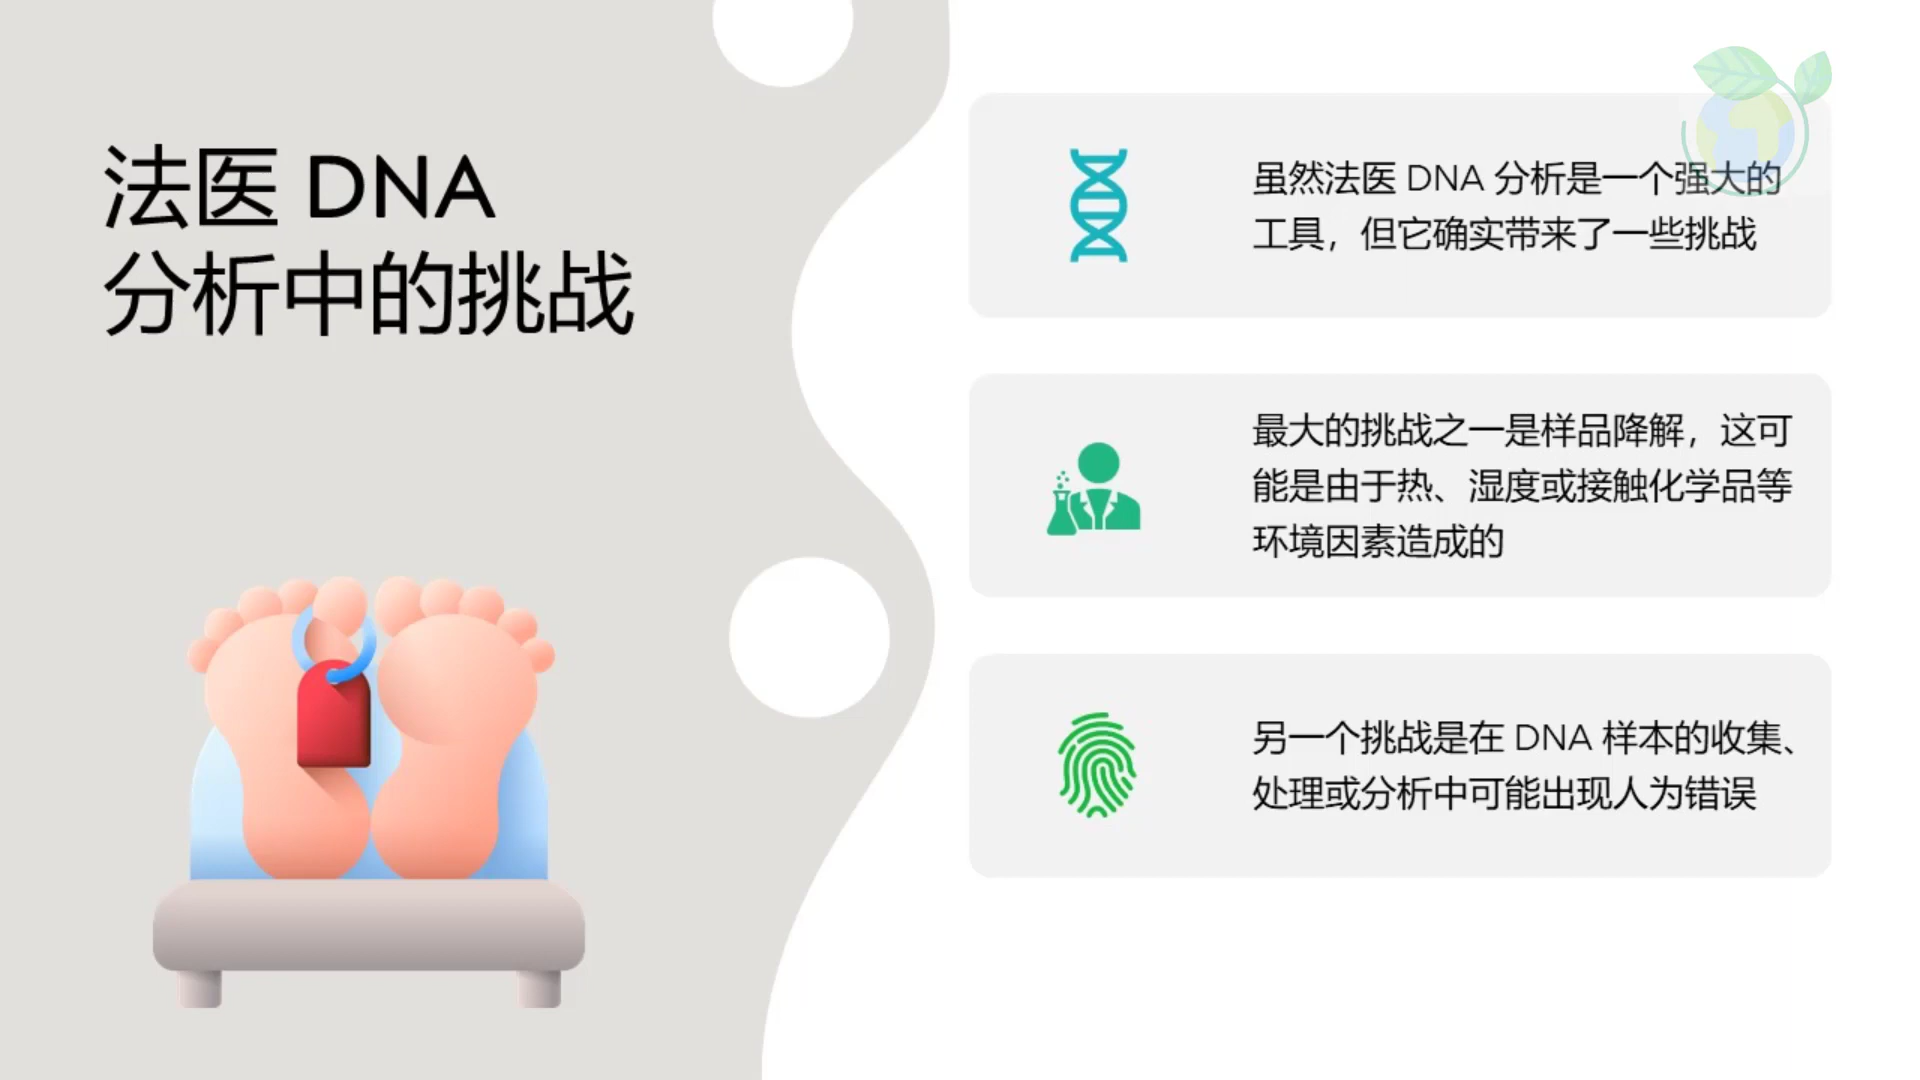 法医 DNA
分析中的挑战
虽然法医 DNA 分析是一个强大的
工具，但它确实带来了一些挑战
最大的挑战之一是样品降解，这可
能是由于热、湿度或接触化学品等
环境因素造成的
另一个挑战是在 DNA 样本的收集、
处理或分析中可能出现人为错误